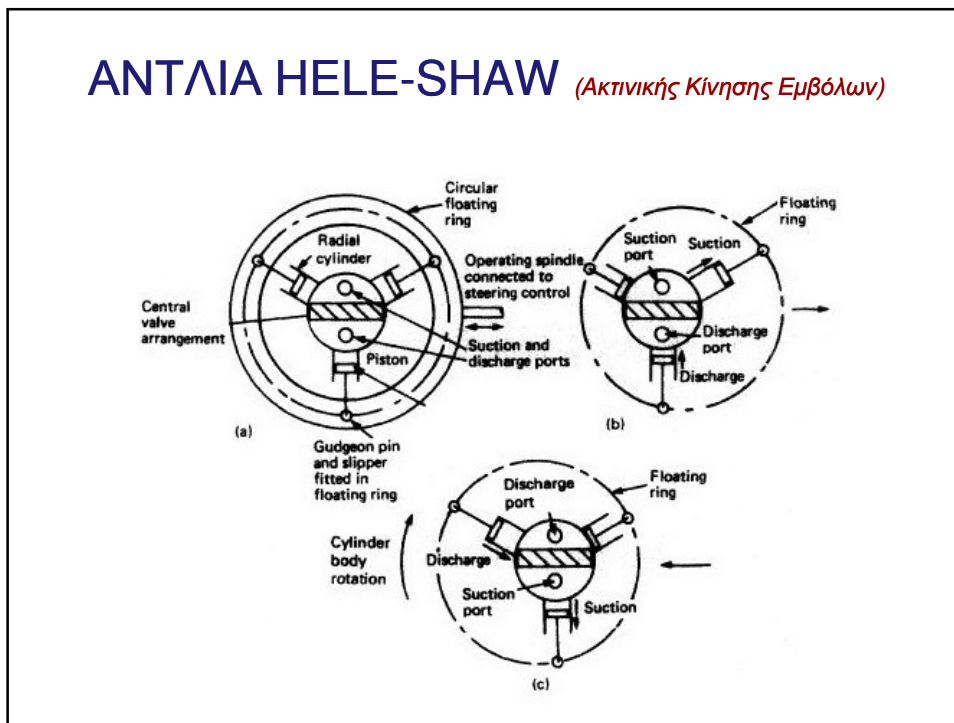 ΑΝΤΛΙΑ HELE-SHAW (Ακτινικής Κίνησης Εμβόλων)
Circular
floating
ring
Radial
cylinder
Operating spindle
connected to
steering control
Central
valve
arrangement
Suction and
discharge ports
Piston
(a)
Gudgeon pin
and slipper
fitted in
floating ring
Floating
ring
Suction
port
Suction
Discharge
port
Discharge
(b)
Floating
ring
Discharge
port
Cylinder
body
rotation
Discharge
Suction
port
Suction
(c)